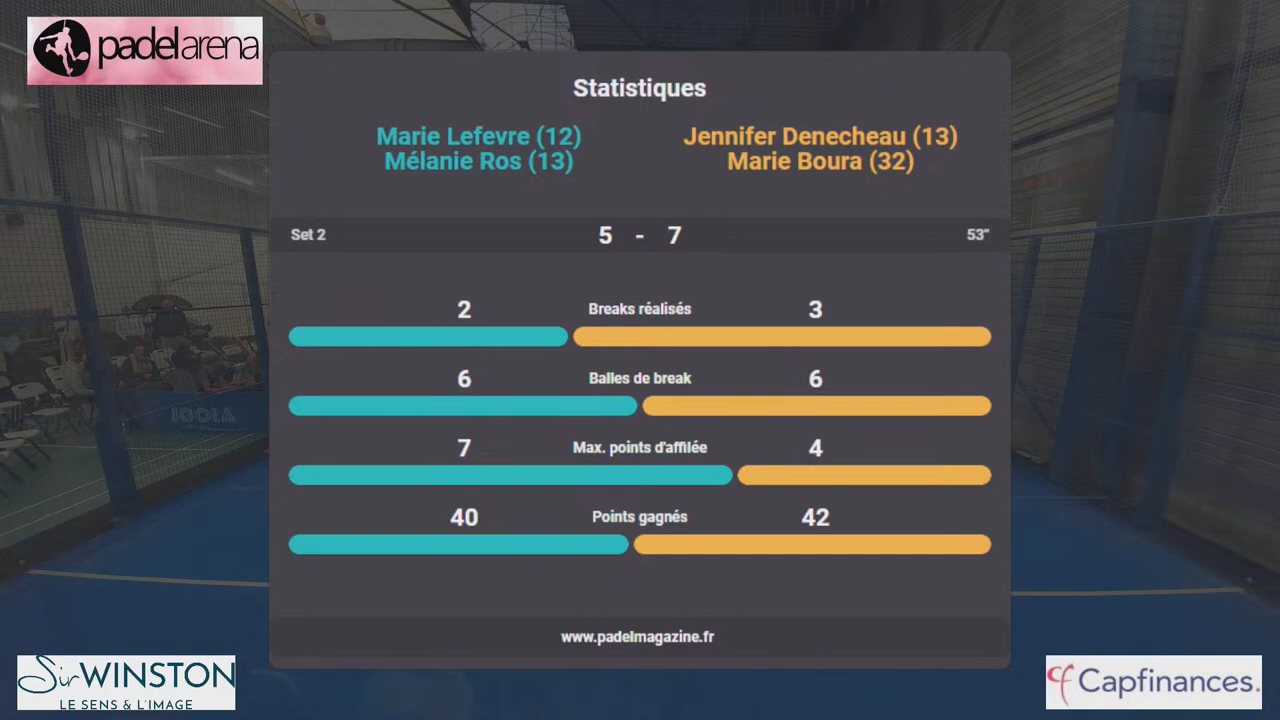 padelarena
Statistiques
Marie Lefevre (12)
Mélanie Ros (13)
Jennifer Denecheau (13)
Marie Boura (32)
Set 2 5 - 7 53"
2 Breaks réalisés 3
6 Balles de break 6
7 Max. points d'affilée 4
40 Points gagnés 42
JOOLA
www.padelmagazine.fr
Sir WINSTON
LE SENS & L'IMAGE
Capfinances.